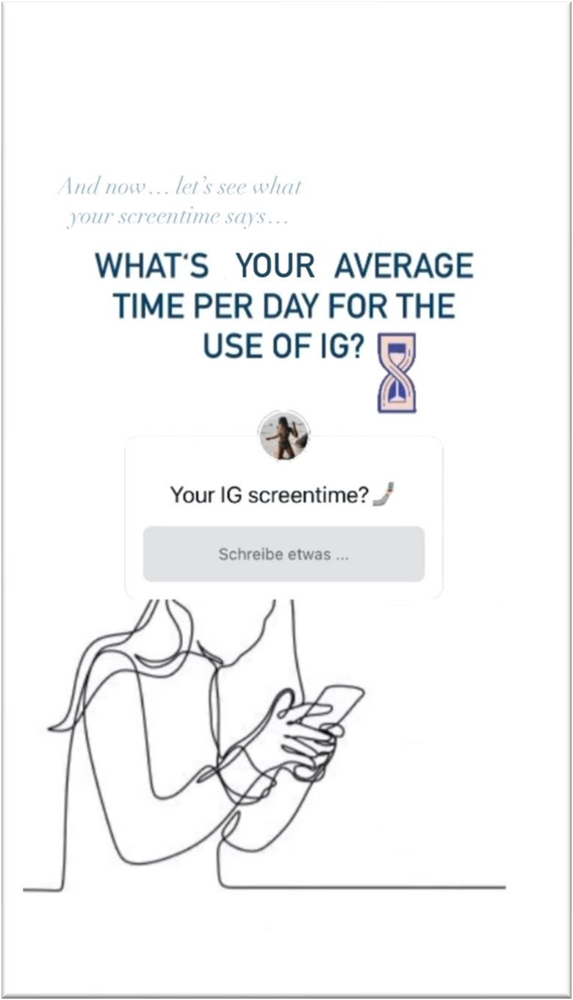 And now... let's see what
your screentime says...
WHAT'S YOUR AVERAGE
TIME PER DAY FOR THE
USE OF IG?
Your IG screentime?
Schreibe etwas ...